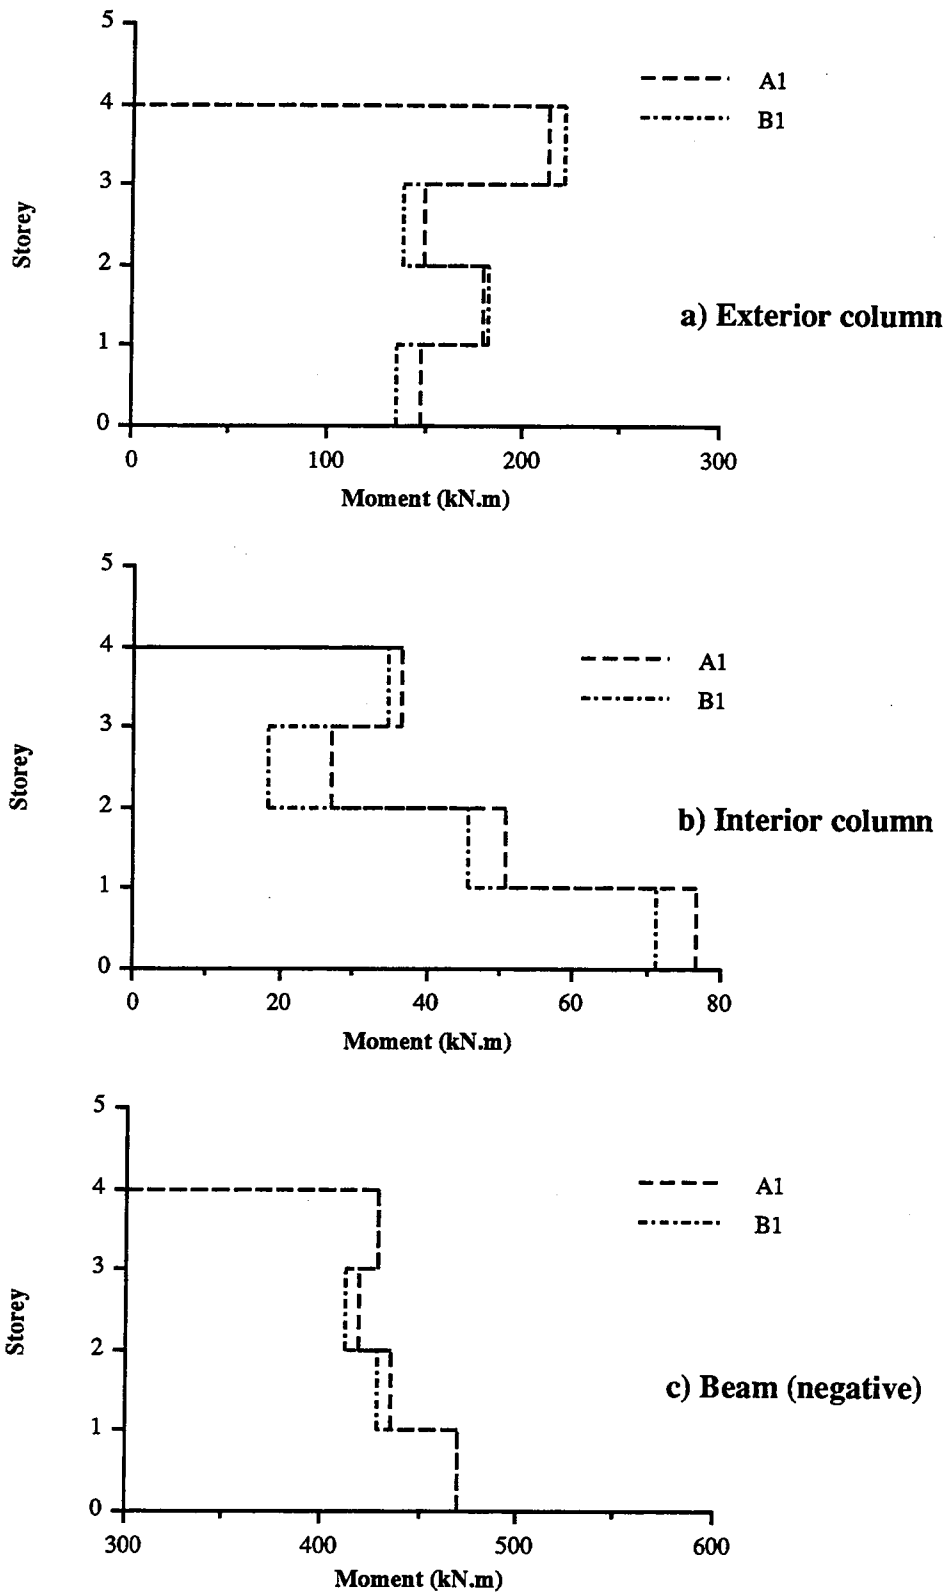 5
4
3
2
1
0
Storey
A1
B1
a) Exterior column
0
100
200
300
Moment (kN.m)
5
4
3
2
1
0
Storey
A1
B1
b) Interior column
0
20
40
60
80
Moment (kN.m)
5
4
3
2
1
0
Storey
A1
B1
c) Beam (negative)
300
400
500
600
Moment (kN.m)